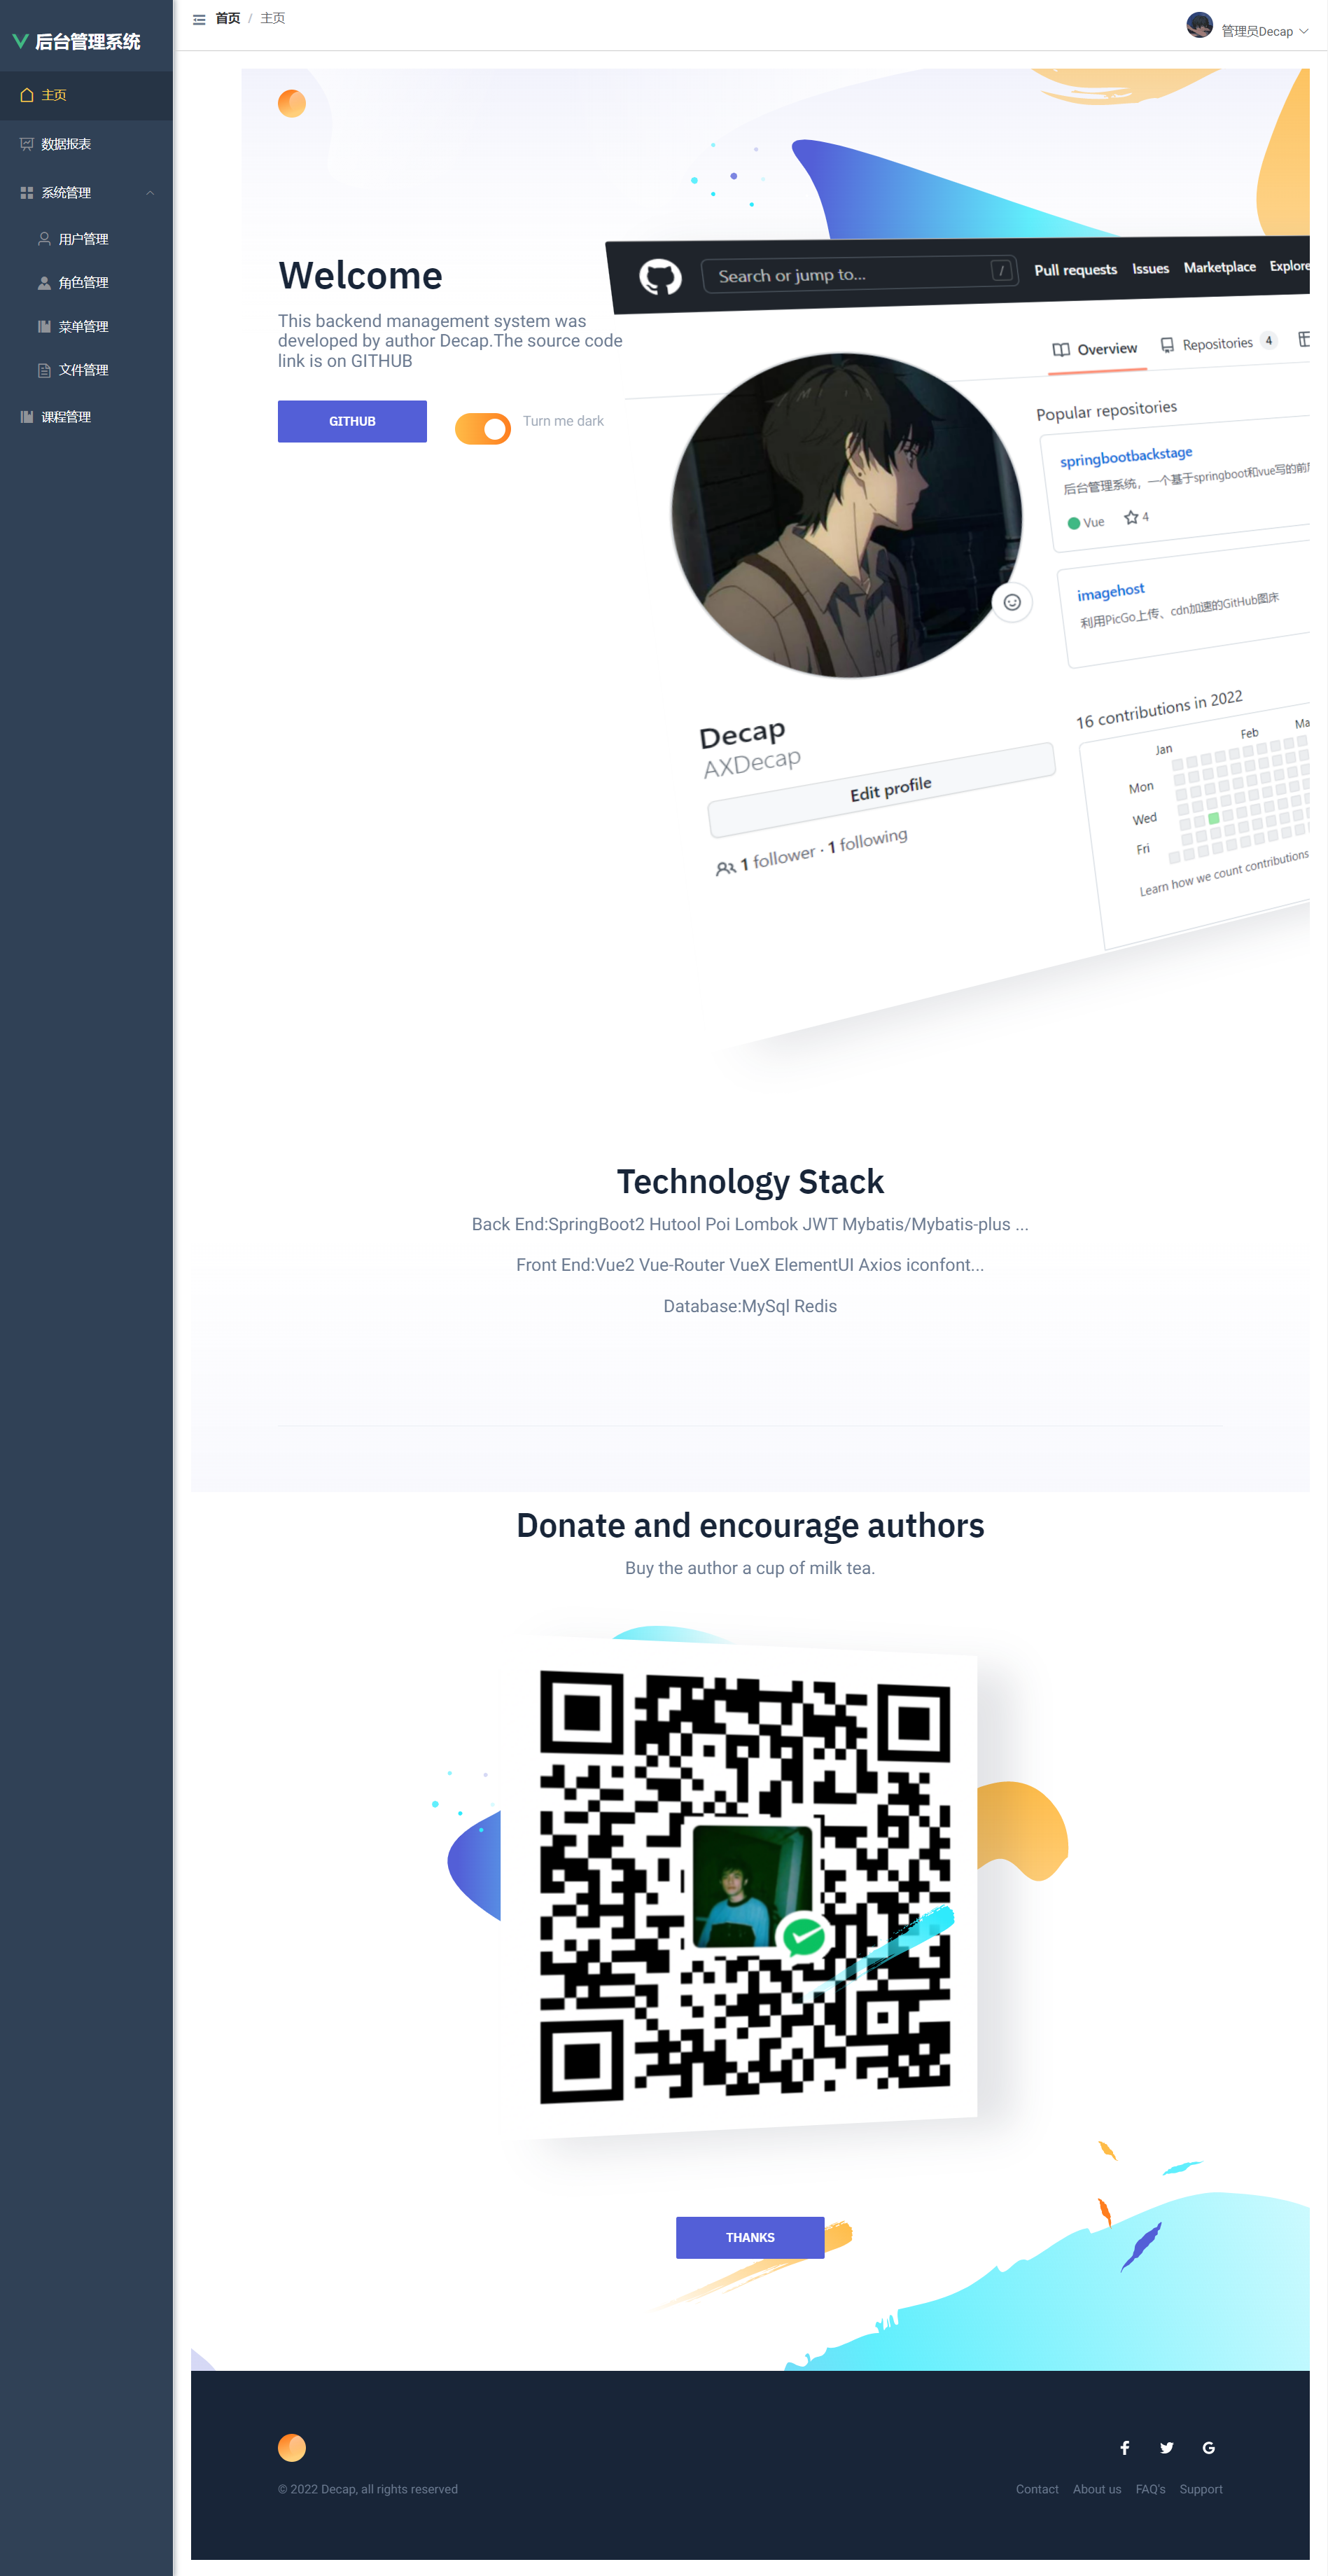 后台管理系统
主页
数据报表
系统管理
用户管理
角色管理
菜单管理
文件管理
课程管理
首页 / 主页
管理员Decap
Welcome
This backend management system was
developed by author Decap.The source code
link is on GITHUB
GITHUB
Turn me dark
Search or jump to... /
Pull requests Issues Marketplace Explore
Overview
Repositories 4
Popular repositories
springbootbackstage
后台管理系统，一个基于springboot和vue写的前
Vue 4
imagehost
利用PicGo上传、cdn加速的GitHub图床
Decap
AXDecap
Edit profile
1 follower · 1 following
16 contributions in 2022
Jan Feb Ma
Mon
Wed
Fri
Learn how we count contributions
Technology Stack
Back End:SpringBoot2 Hutool Poi Lombok JWT Mybatis/Mybatis-plus ...
Front End:Vue2 Vue-Router VueX ElementUI Axios iconfont...
Database:MySql Redis
Donate and encourage authors
Buy the author a cup of milk tea.
THANKS
© 2022 Decap, all rights reserved
Contact About us FAQ's Support